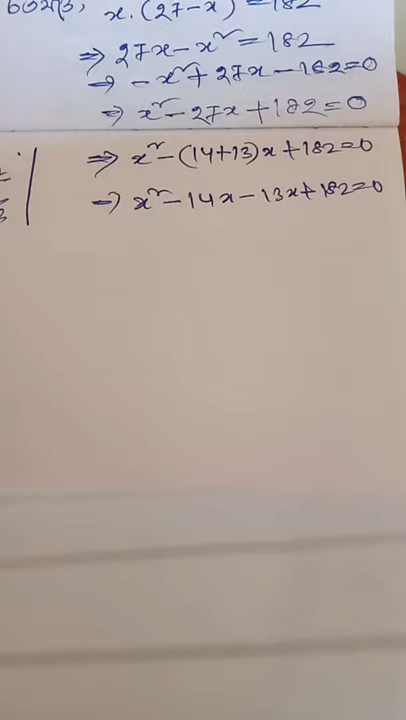 x.(27-x) = 182
⇒ 27x - x² = 182
⇒ -x² + 27x - 182 = 0
⇒ x² - 27x + 182 = 0
⇒ x² - (14+13)x + 182 = 0
⇒ x² - 14x - 13x + 182 = 0